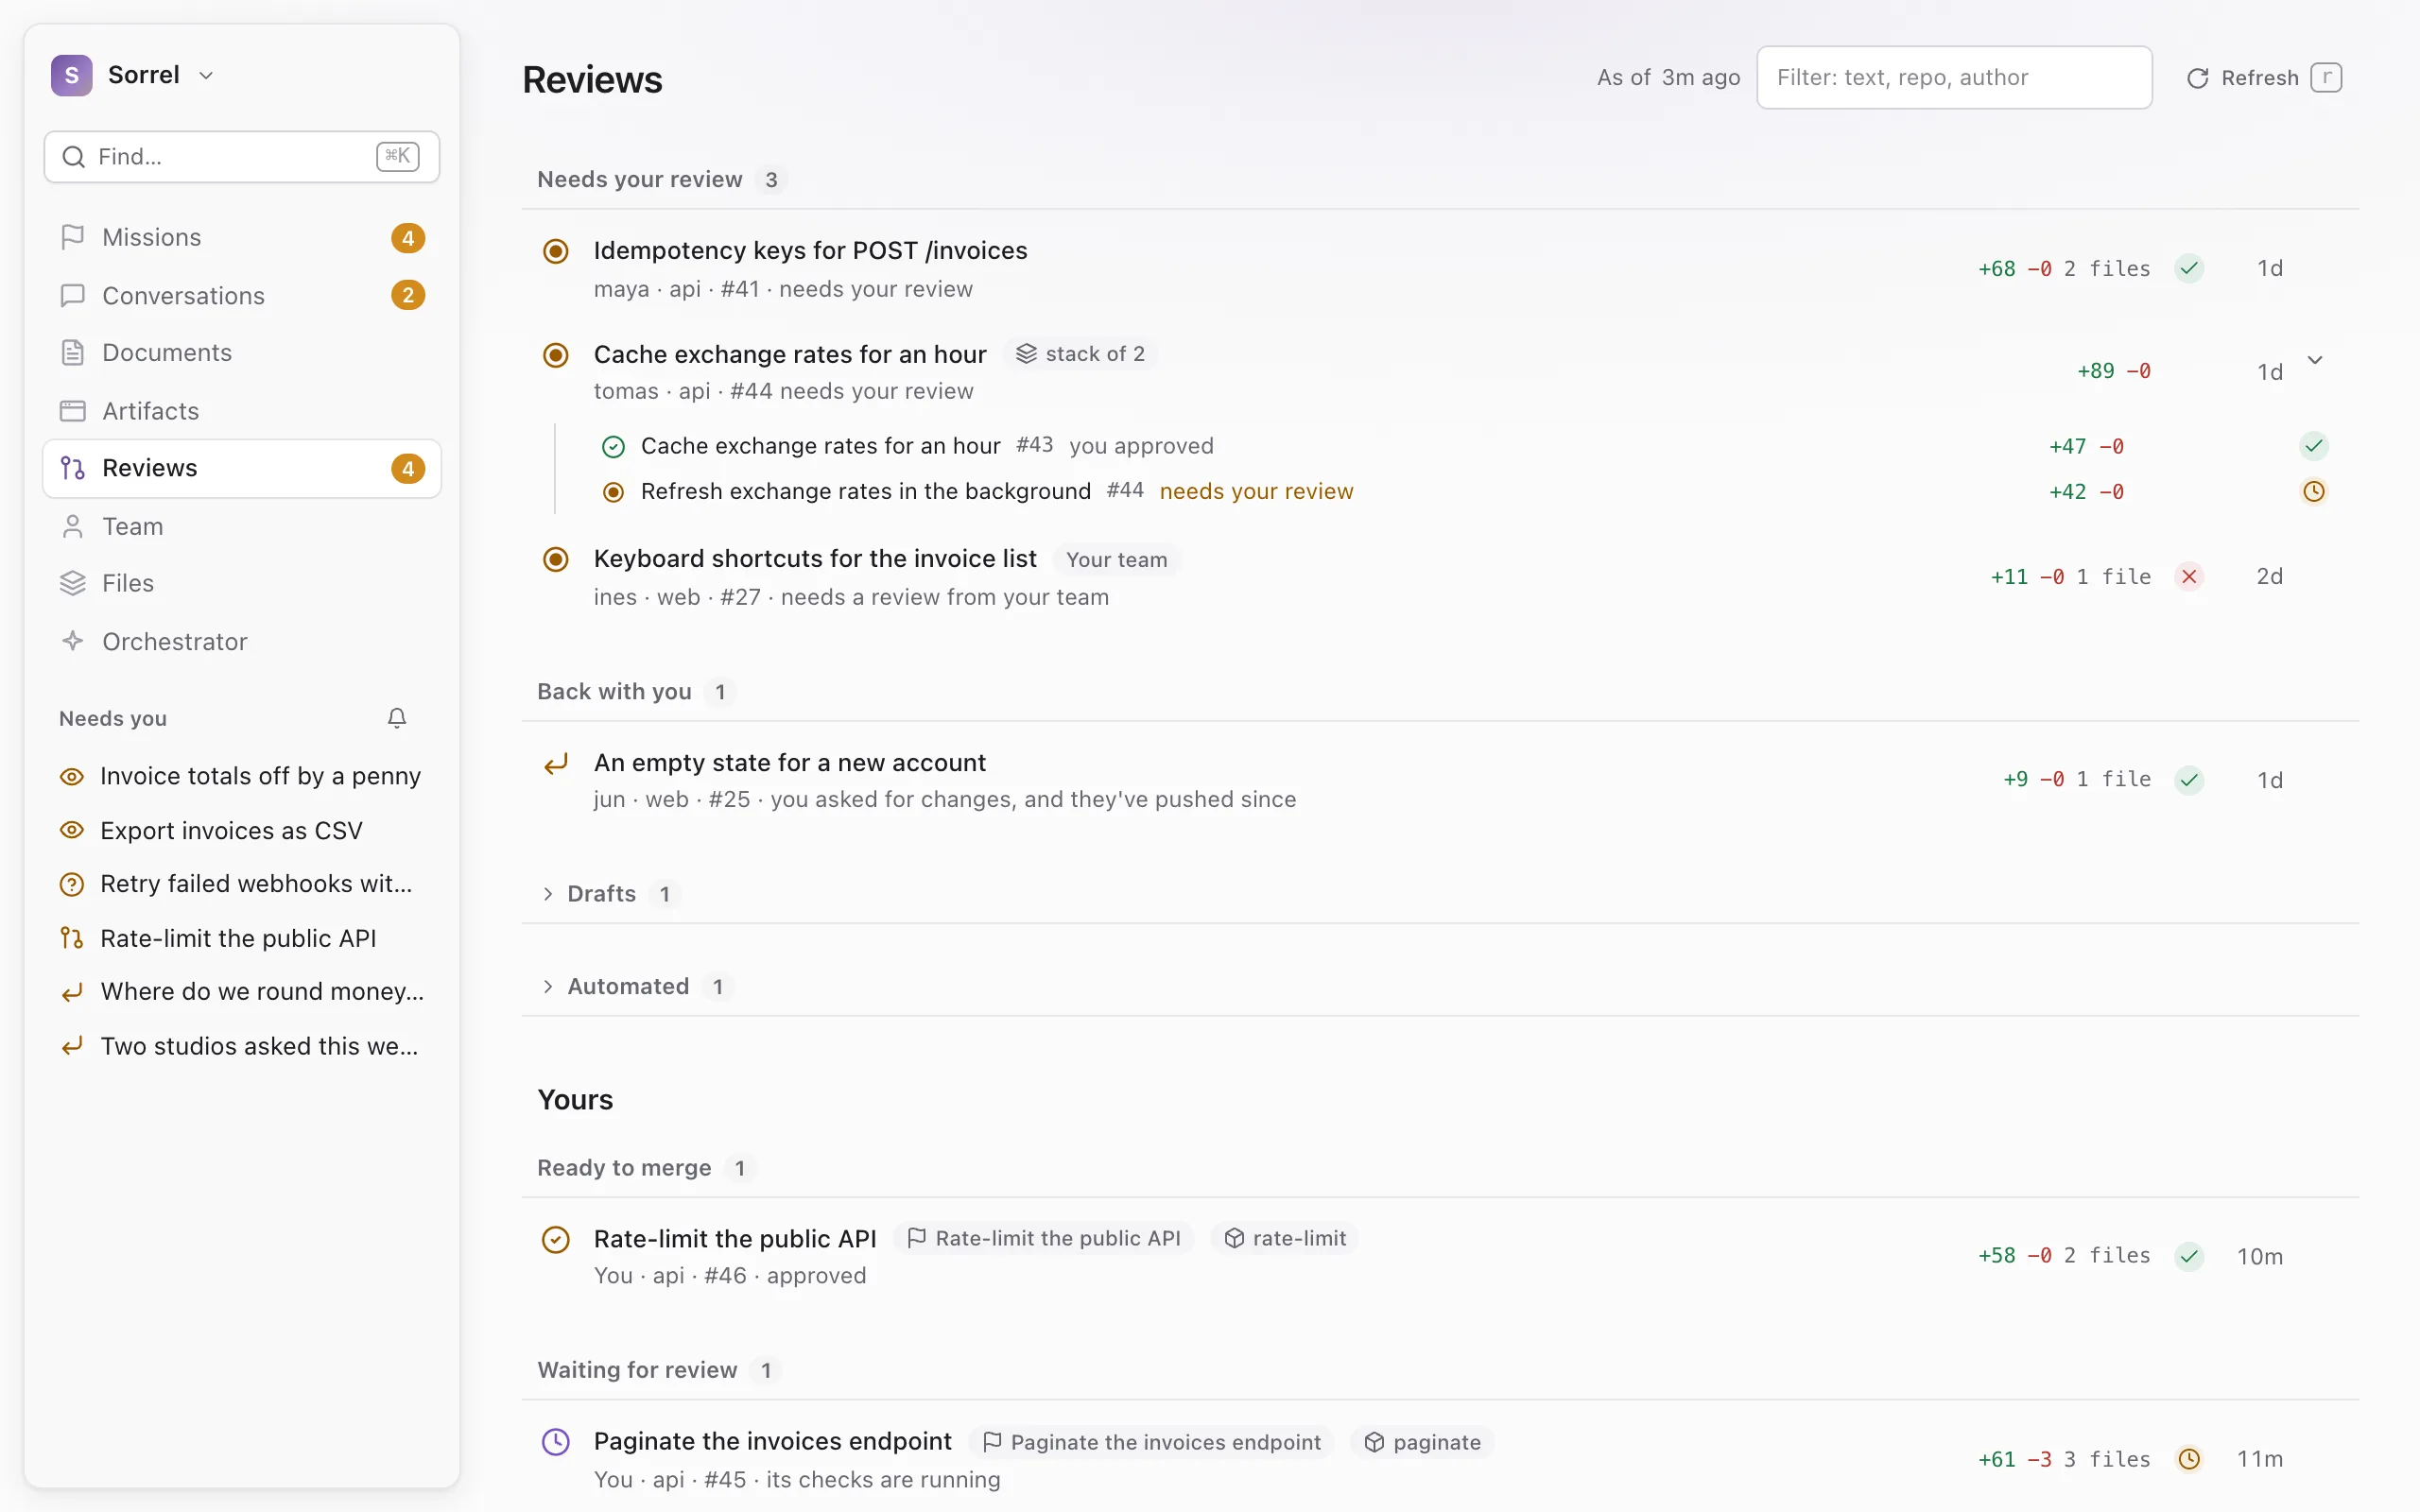 S Sorrel
Find... ⌘K
Missions 4
Conversations 2
Documents
Artifacts
Reviews 4
Team
Files
Orchestrator
Needs you
Invoice totals off by a penny
Export invoices as CSV
Retry failed webhooks wit...
Rate-limit the public API
Where do we round money...
Two studios asked this we...
Reviews
As of 3m ago
Filter: text, repo, author
Refresh r
Needs your review 3
Idempotency keys for POST /invoices
maya · api · #41 · needs your review
+68 −0 2 files 1d
Cache exchange rates for an hour stack of 2
tomas · api · #44 needs your review
+89 −0 1d
Cache exchange rates for an hour #43 you approved +47 −0
Refresh exchange rates in the background #44 needs your review +42 −0
Keyboard shortcuts for the invoice list Your team
ines · web · #27 · needs a review from your team
+11 −0 1 file 2d
Back with you 1
An empty state for a new account
jun · web · #25 · you asked for changes, and they've pushed since
+9 −0 1 file 1d
Drafts 1
Automated 1
Yours
Ready to merge 1
Rate-limit the public API Rate-limit the public API rate-limit
You · api · #46 · approved
+58 −0 2 files 10m
Waiting for review 1
Paginate the invoices endpoint Paginate the invoices endpoint paginate
You · api · #45 · its checks are running
+61 −3 3 files 11m